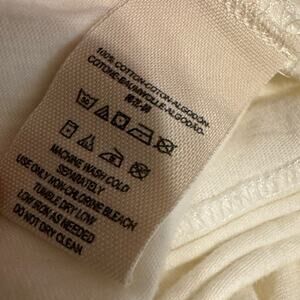 100% COTTON-COTON-ALGODÓN-
COTONE-BAUMWOLLE-ALGODAO-
MACHINE WASH COLD
SEPARATELY
USE ONLY NON-CHLORINE BLEACH
TUMBLE DRY LOW
LOW IRON AS NEEDED
DO NOT DRY CLEAN.